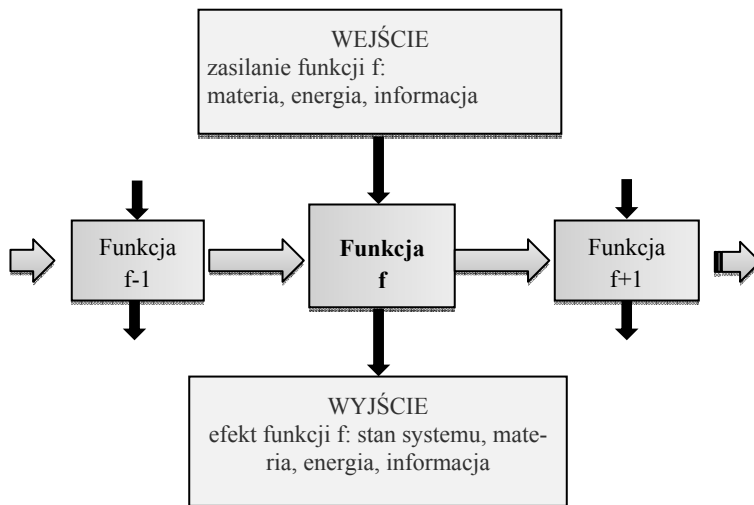 WEJŚCIE
zasilanie funkcji f:
materia, energia, informacja
Funkcja
f-1
Funkcja
f
Funkcja
f+1
WYJŚCIE
efekt funkcji f: stan systemu, mate-
ria, energia, informacja